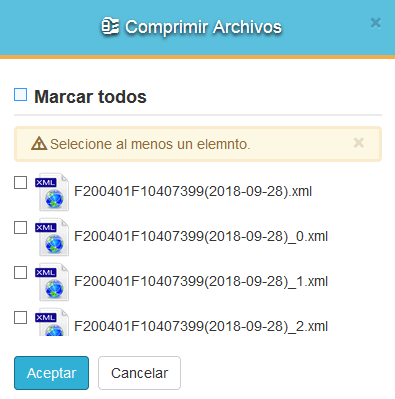 Comprimir Archivos
Marcar todos
Selecione al menos un elemnto.
XML F200401F10407399(2018-09-28).xml
XML F200401F10407399(2018-09-28)_0.xml
XML F200401F10407399(2018-09-28)_1.xml
XML F200401F10407399(2018-09-28)_2.xml
Aceptar Cancelar